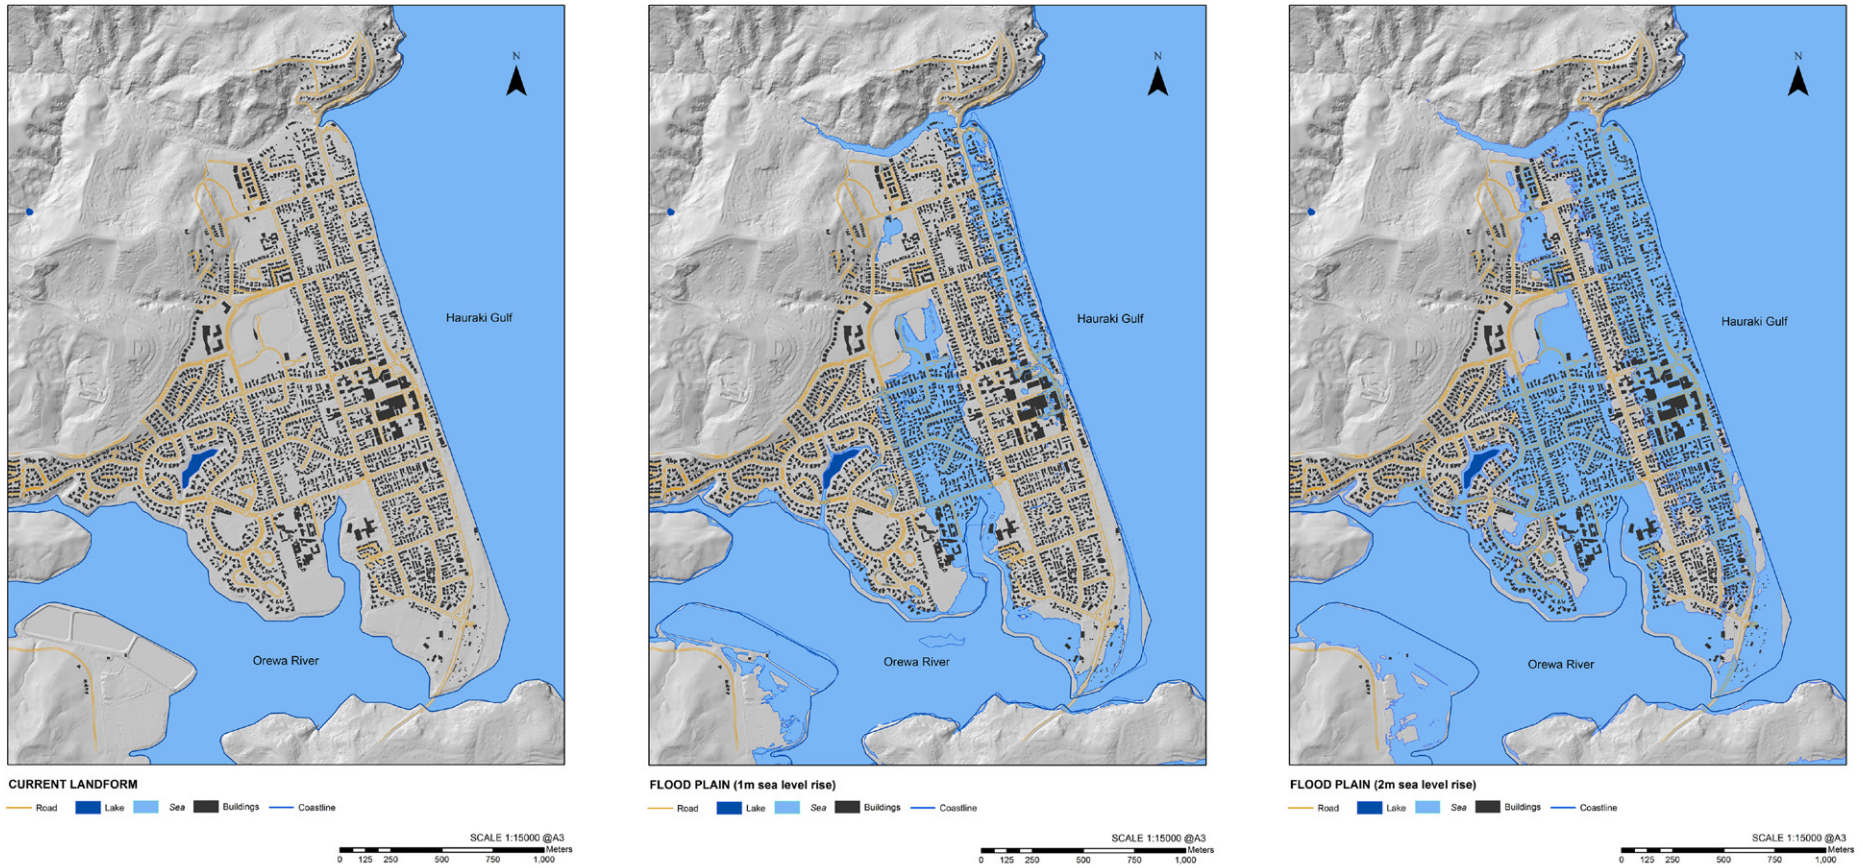 N
Hauraki Gulf
Orewa River
CURRENT LANDFORM
Road Lake Sea Buildings Coastline
SCALE 1:15000 @A3
Meters
0 125 250 500 750 1,000
N
Hauraki Gulf
Orewa River
FLOOD PLAIN (1m sea level rise)
Road Lake Sea Buildings Coastline
SCALE 1:15000 @A3
Meters
0 125 250 500 750 1,000
N
Hauraki Gulf
Orewa River
FLOOD PLAIN (2m sea level rise)
Road Lake Sea Buildings Coastline
SCALE 1:15000 @A3
Meters
0 125 250 500 750 1,000